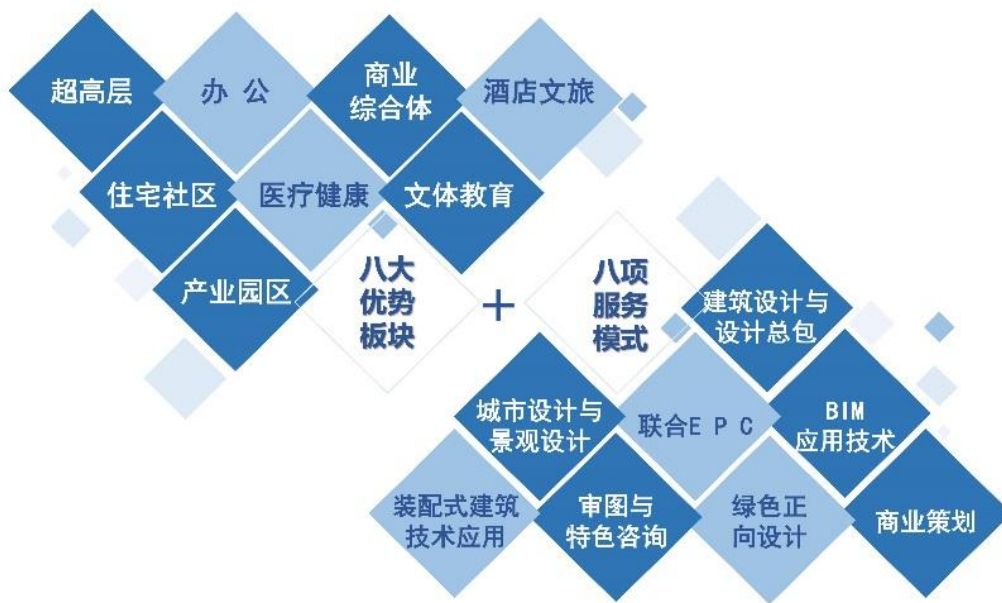 超高层
办 公
商业
综合体
酒店文旅
住宅社区
医疗健康
文体教育
产业园区
八大
优势
板块
+
八项
服务
模式
建筑设计与
设计总包
城市设计与
景观设计
联合E P C
BIM
应用技术
装配式建筑
技术应用
审图与
特色咨询
绿色正
向设计
商业策划